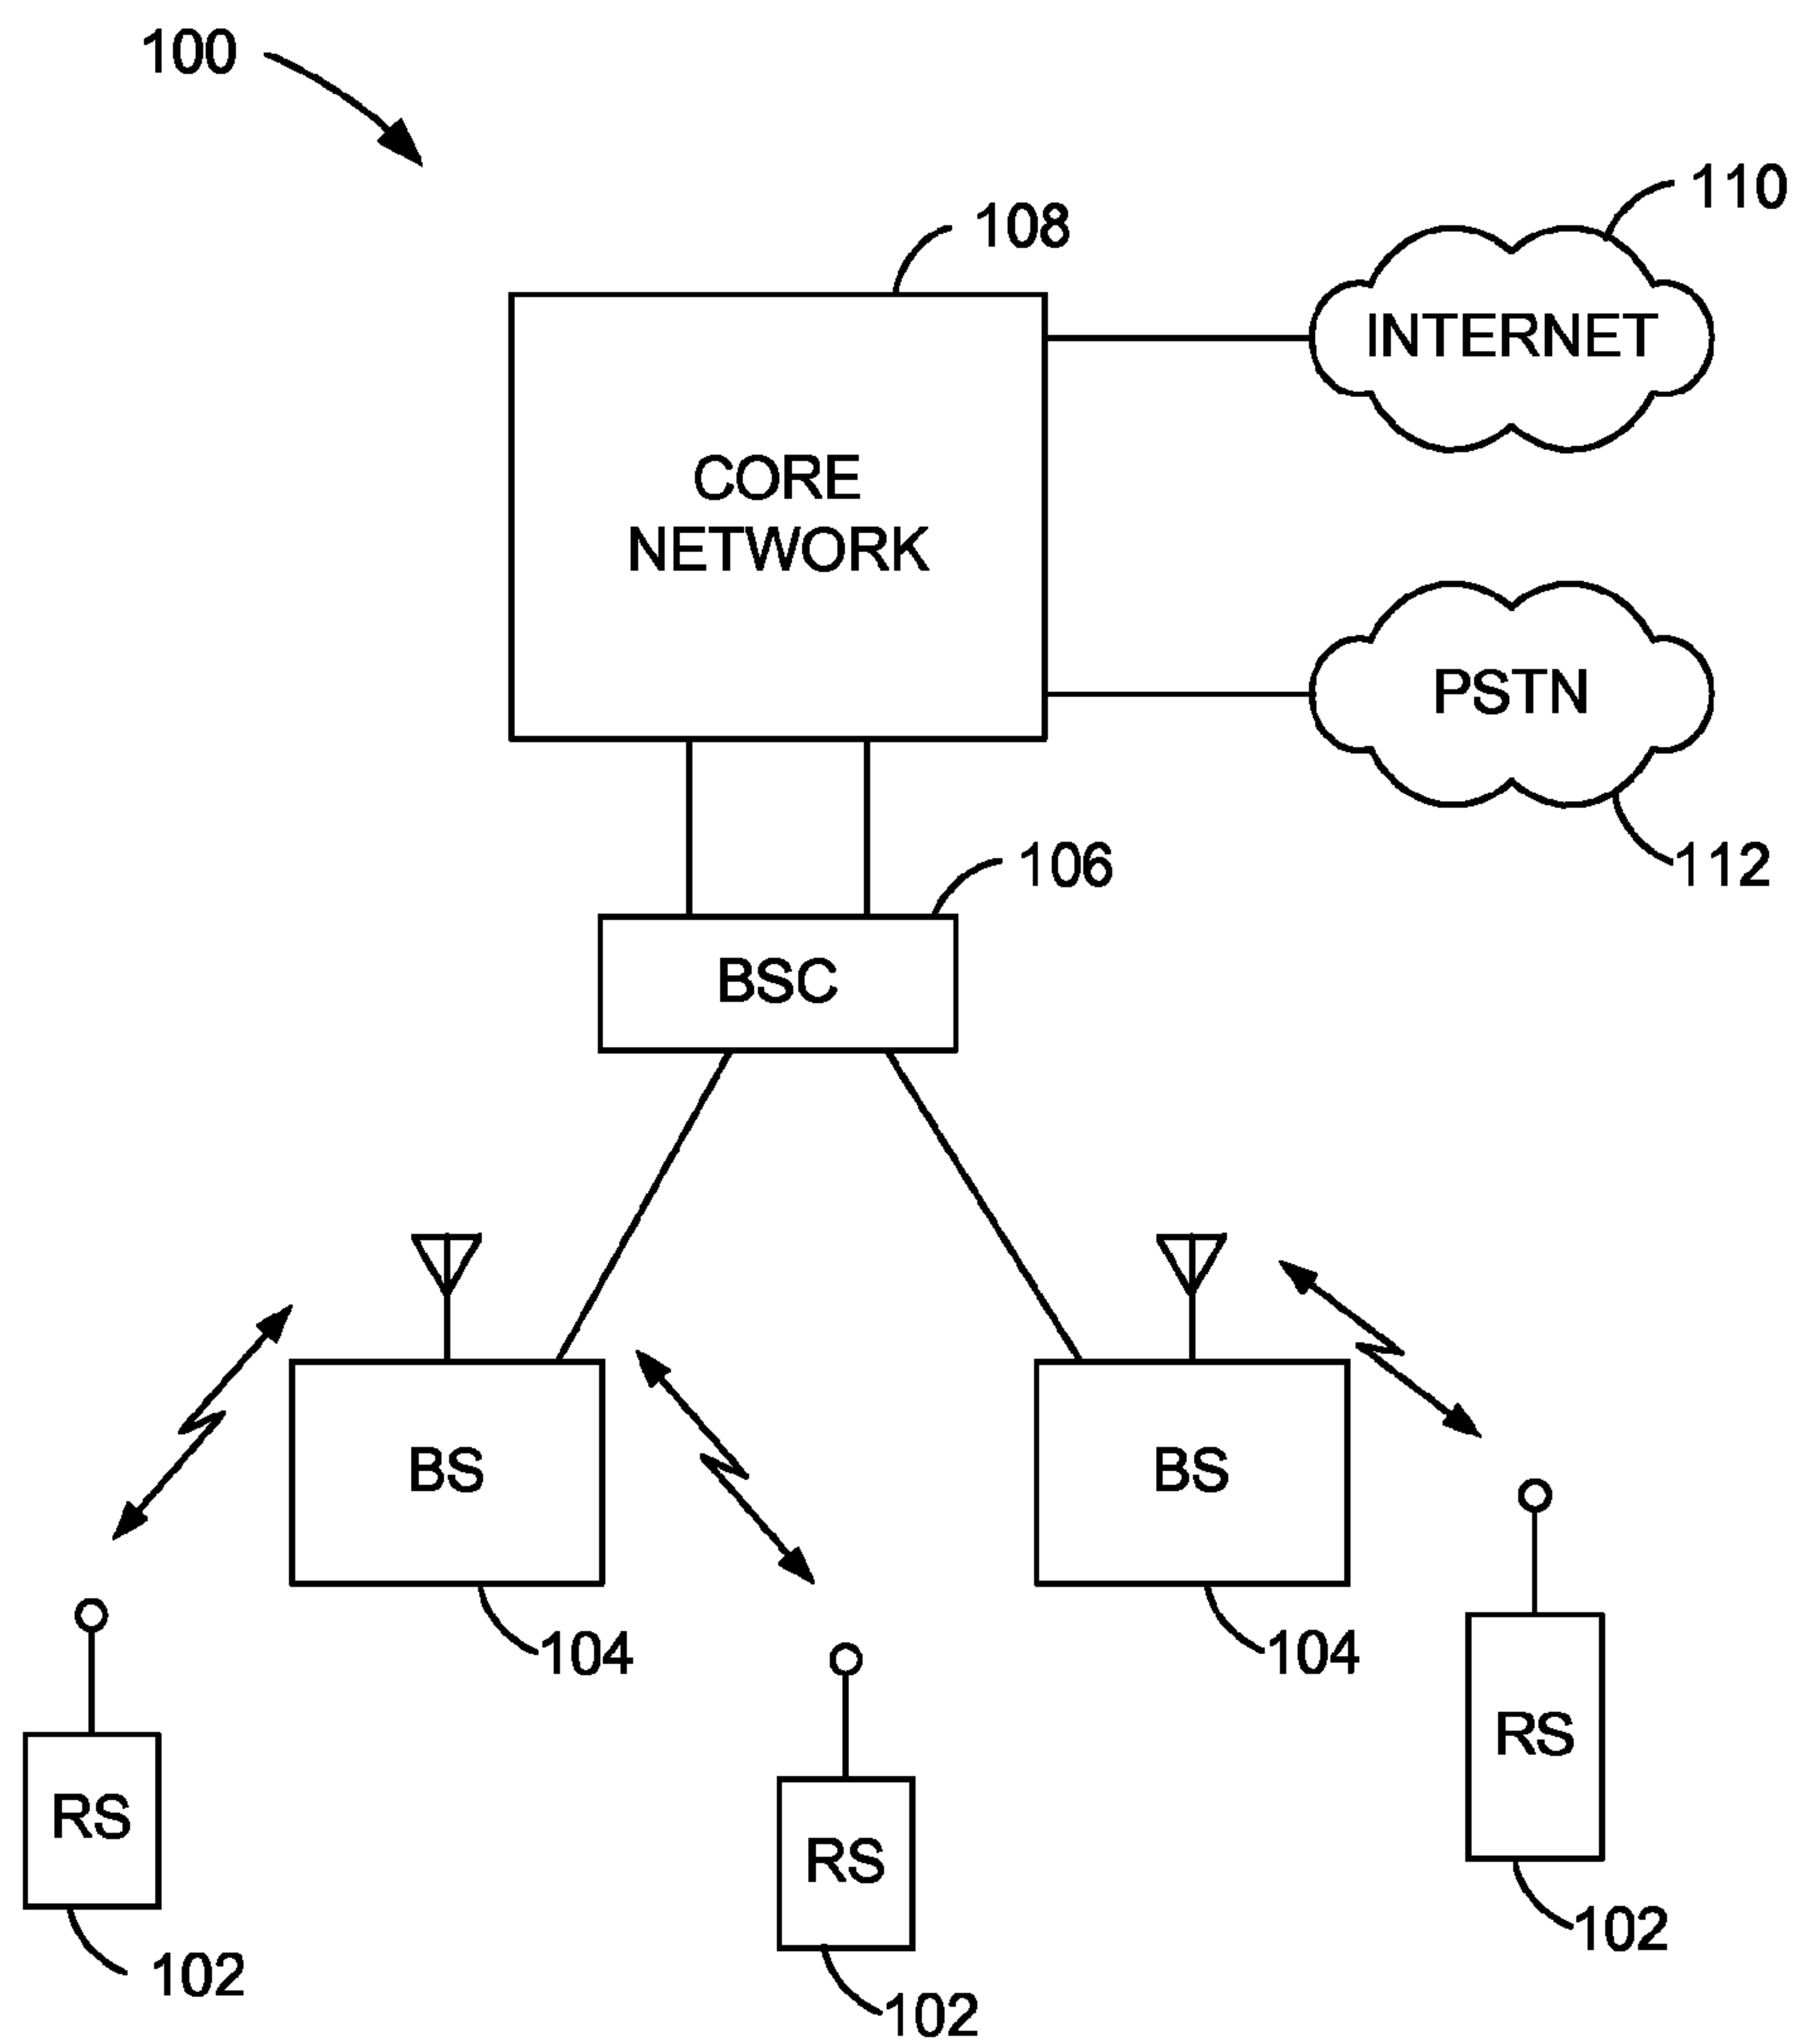 100
108
110
INTERNET
CORE
NETWORK
PSTN
112
106
BSC
BS
BS
104
104
RS
RS
RS
102
102
102